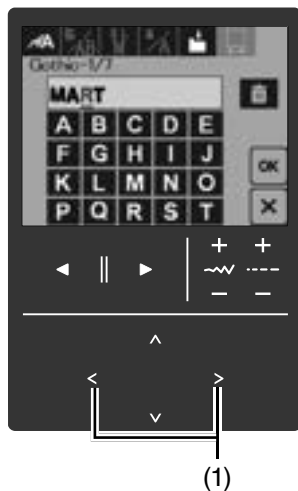 Gothic-1/7
MART
A B C D E
F G H I J
OK
K L M N O
P Q R S T
(1)